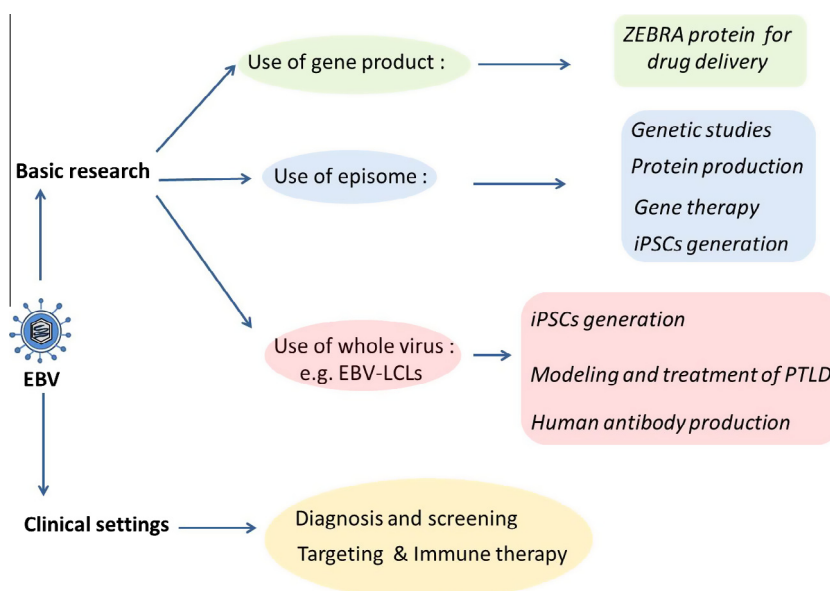 Basic research
EBV
Clinical settings
Use of gene product :
ZEBRA protein for
drug delivery
Use of episome :
Genetic studies
Protein production
Gene therapy
iPSCs generation
Use of whole virus :
e.g. EBV-LCLs
iPSCs generation
Modeling and treatment of PTLD
Human antibody production
Diagnosis and screening
Targeting & Immune therapy